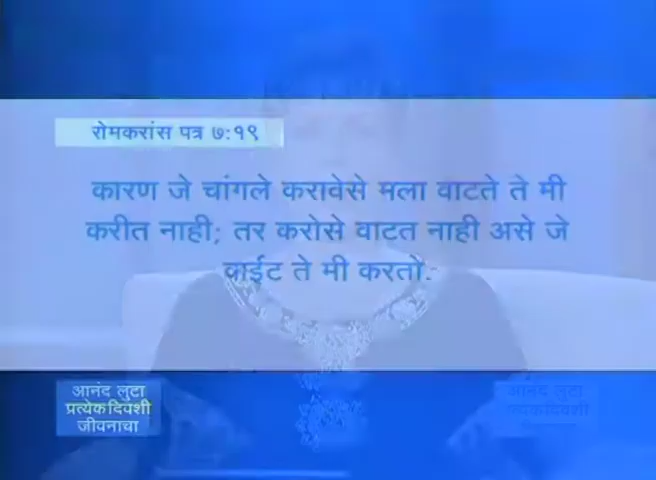 रोमकरांस पत्र ७:१९
कारण जे चांगले करावेसे मला वाटते ते मी
करीत नाही; तर करोसे वाटत नाही असे जे
वाईट ते मी करतो.
आनंद लुटा
प्रत्येकदिवशी
जीवनाचा
आनंद लुटा